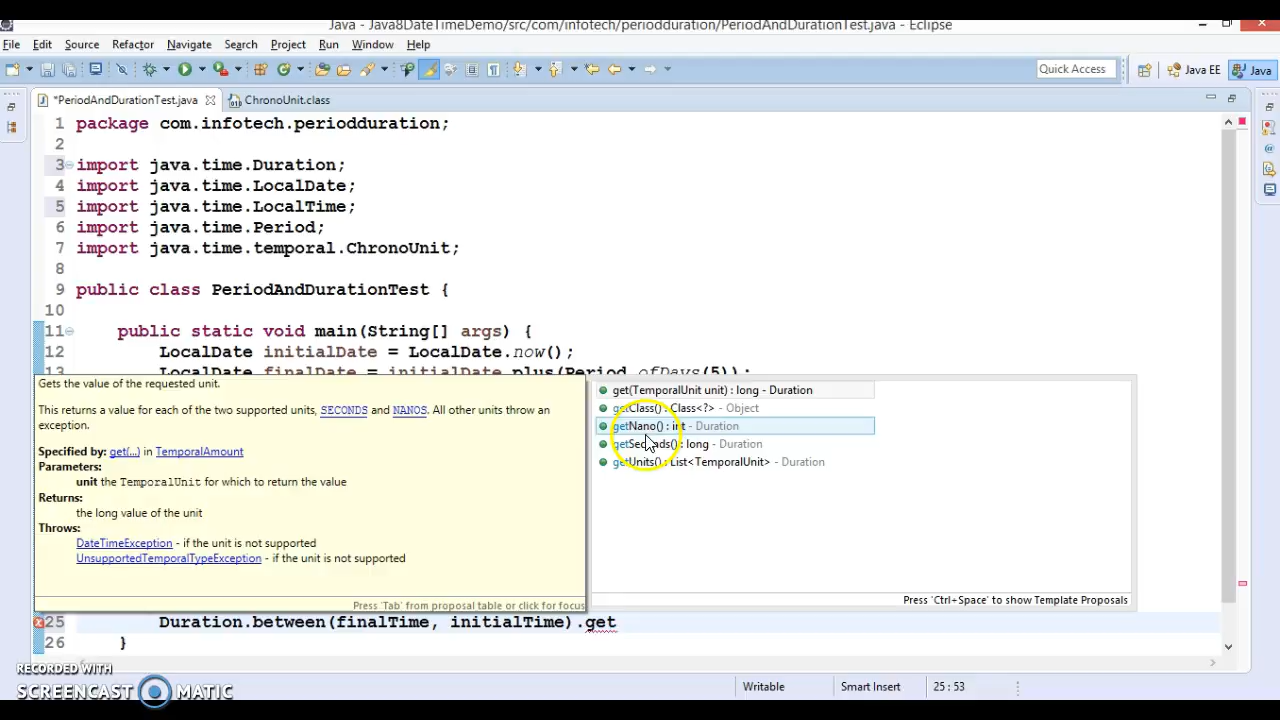 Java - Java8DateTimeDemo/src/com/infotech/periodduration/PeriodAndDurationTest.java - Eclipse
File Edit Source Refactor Navigate Search Project Run Window Help
Quick Access Java EE Java
*PeriodAndDurationTest.java ChronoUnit.class
1 package com.infotech.periodduration;
2
3 import java.time.Duration;
4 import java.time.LocalDate;
5 import java.time.LocalTime;
6 import java.time.Period;
7 import java.time.temporal.ChronoUnit;
8
9 public class PeriodAndDurationTest {
10
11 public static void main(String[] args) {
12 LocalDate initialDate = LocalDate.now();
13 LocalDate finalDate = initialDate.plus(Period.ofDays(5));
Gets the value of the requested unit.
This returns a value for each of the two supported units, SECONDS and NANOS. All other units throw an
exception.
Specified by: get(...) in TemporalAmount
Parameters:
unit the TemporalUnit for which to return the value
Returns:
the long value of the unit
Throws:
DateTimeException - if the unit is not supported
UnsupportedTemporalTypeException - if the unit is not supported
Press 'Tab' from proposal table or click for focus
get(TemporalUnit unit) : long - Duration
getClass() : Class<?> - Object
getNano() : int - Duration
getSeconds() : long - Duration
getUnits() : List<TemporalUnit> - Duration
Press 'Ctrl+Space' to show Template Proposals
25 Duration.between(finalTime, initialTime).get
26 }
RECORDED WITH
SCREENCAST MATIC
Writable Smart Insert 25 : 53